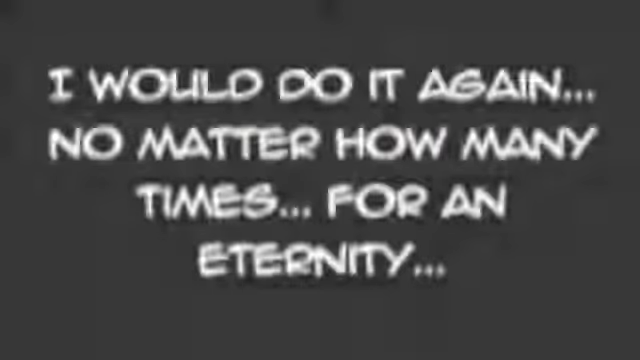 I WOULD DO IT AGAIN...
NO MATTER HOW MANY
TIMES... FOR AN
ETERNITY...